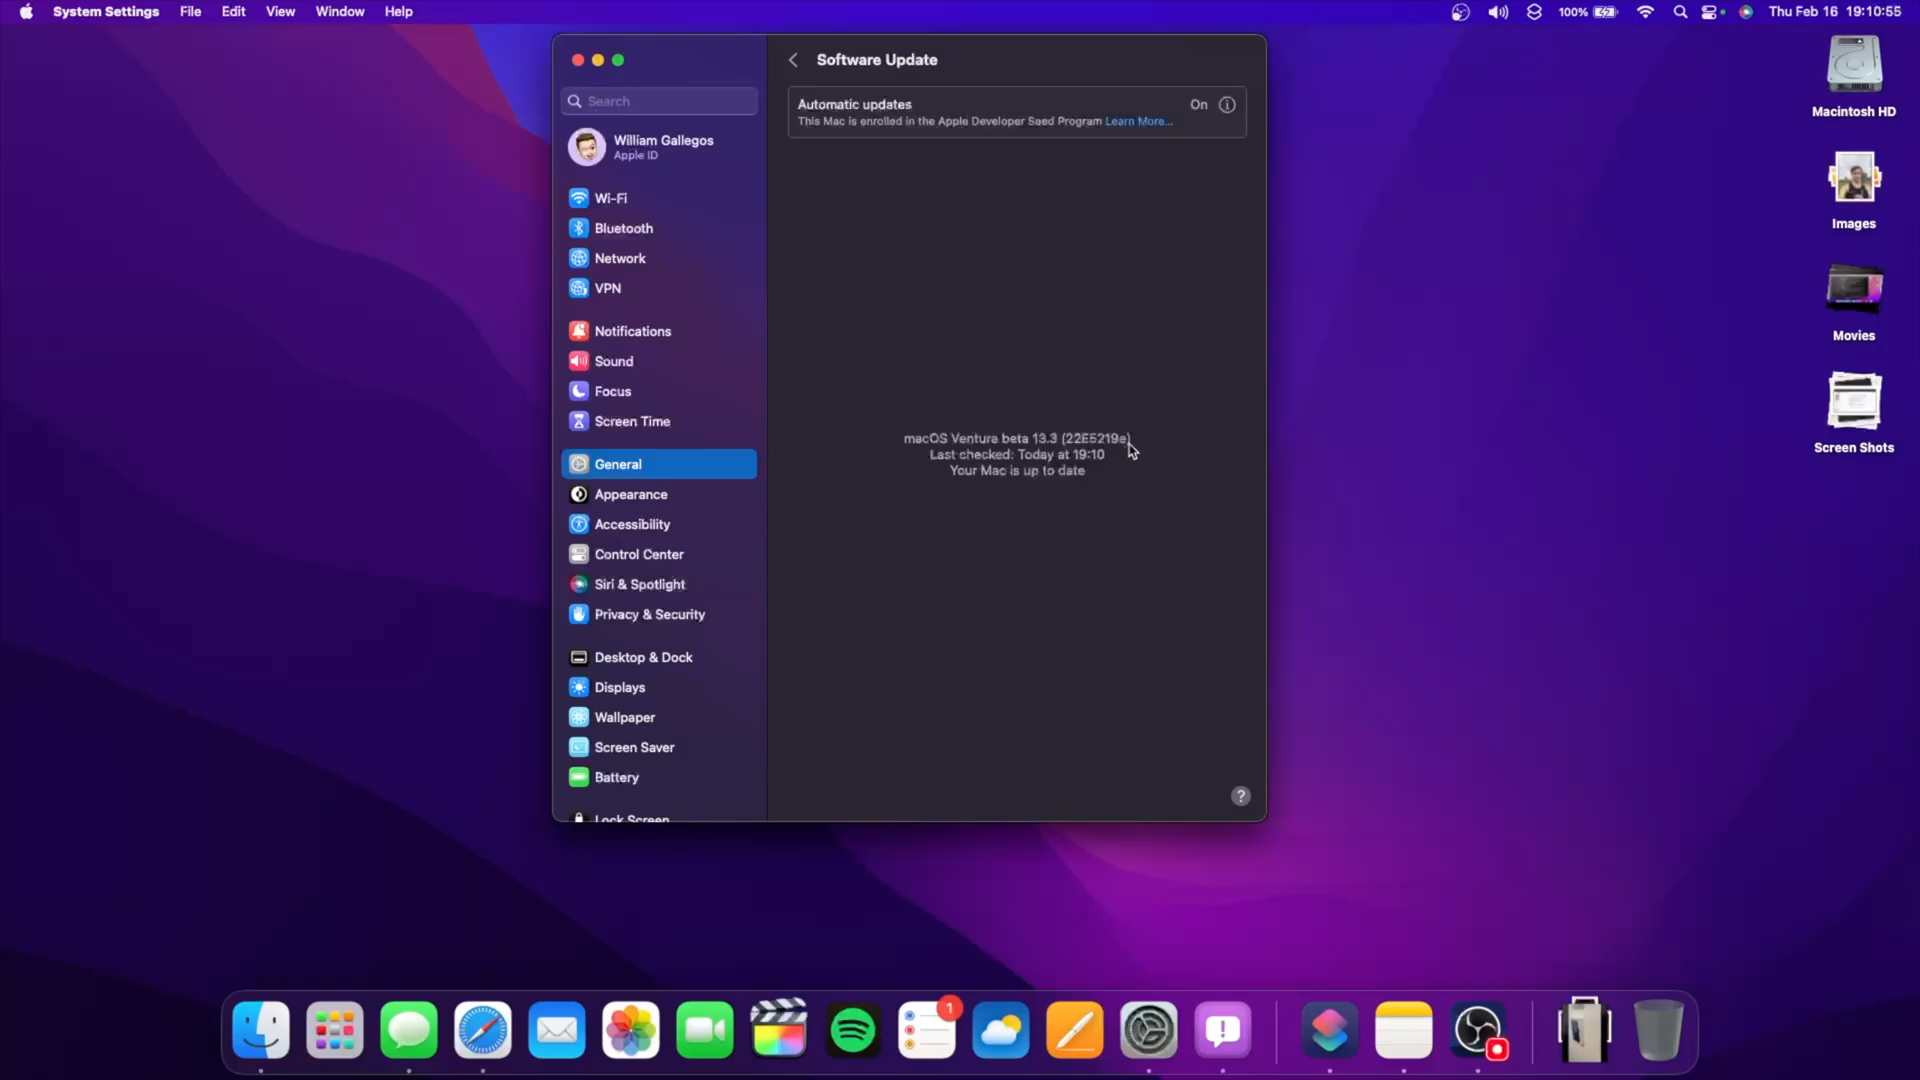 System Settings File Edit View Window Help
100% Thu Feb 16 19:10:55
Software Update
Search
Automatic updates On
This Mac is enrolled in the Apple Developer Seed Program Learn More...
William Gallegos
Apple ID
Wi-Fi
Bluetooth
Network
VPN
Notifications
Sound
Focus
Screen Time
General
Appearance
Accessibility
Control Center
Siri & Spotlight
Privacy & Security
Desktop & Dock
Displays
Wallpaper
Screen Saver
Battery
Lock Screen
macOS Ventura beta 13.3 (22E5219e)
Last checked: Today at 19:10
Your Mac is up to date
?
Macintosh HD
Images
Movies
Screen Shots
1